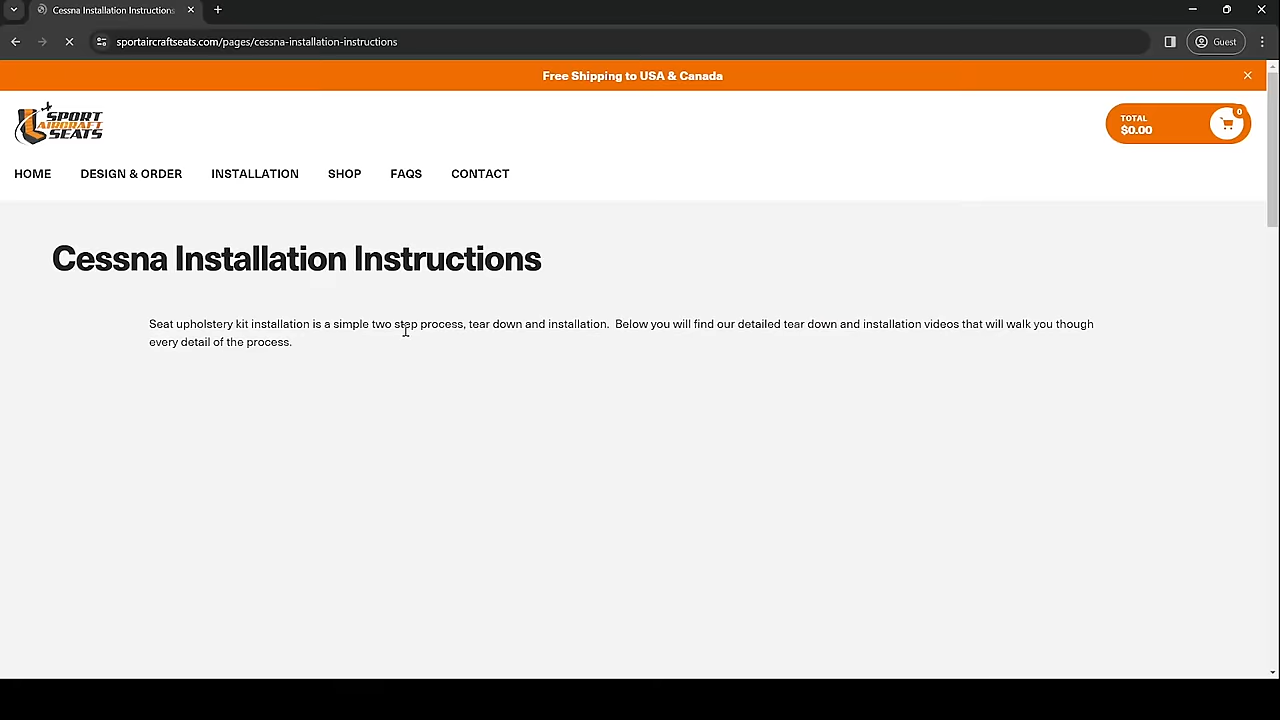 Cessna Installation Instructions
sportaircraftseats.com/pages/cessna-installation-instructions
Guest
Free Shipping to USA & Canada
SPORT
AIRCRAFT
SEATS
TOTAL
$0.00
0
HOME
DESIGN & ORDER
INSTALLATION
SHOP
FAQS
CONTACT
Cessna Installation Instructions
Seat upholstery kit installation is a simple two step process, tear down and installation.  Below you will find our detailed tear down and installation videos that will walk you though
every detail of the process.